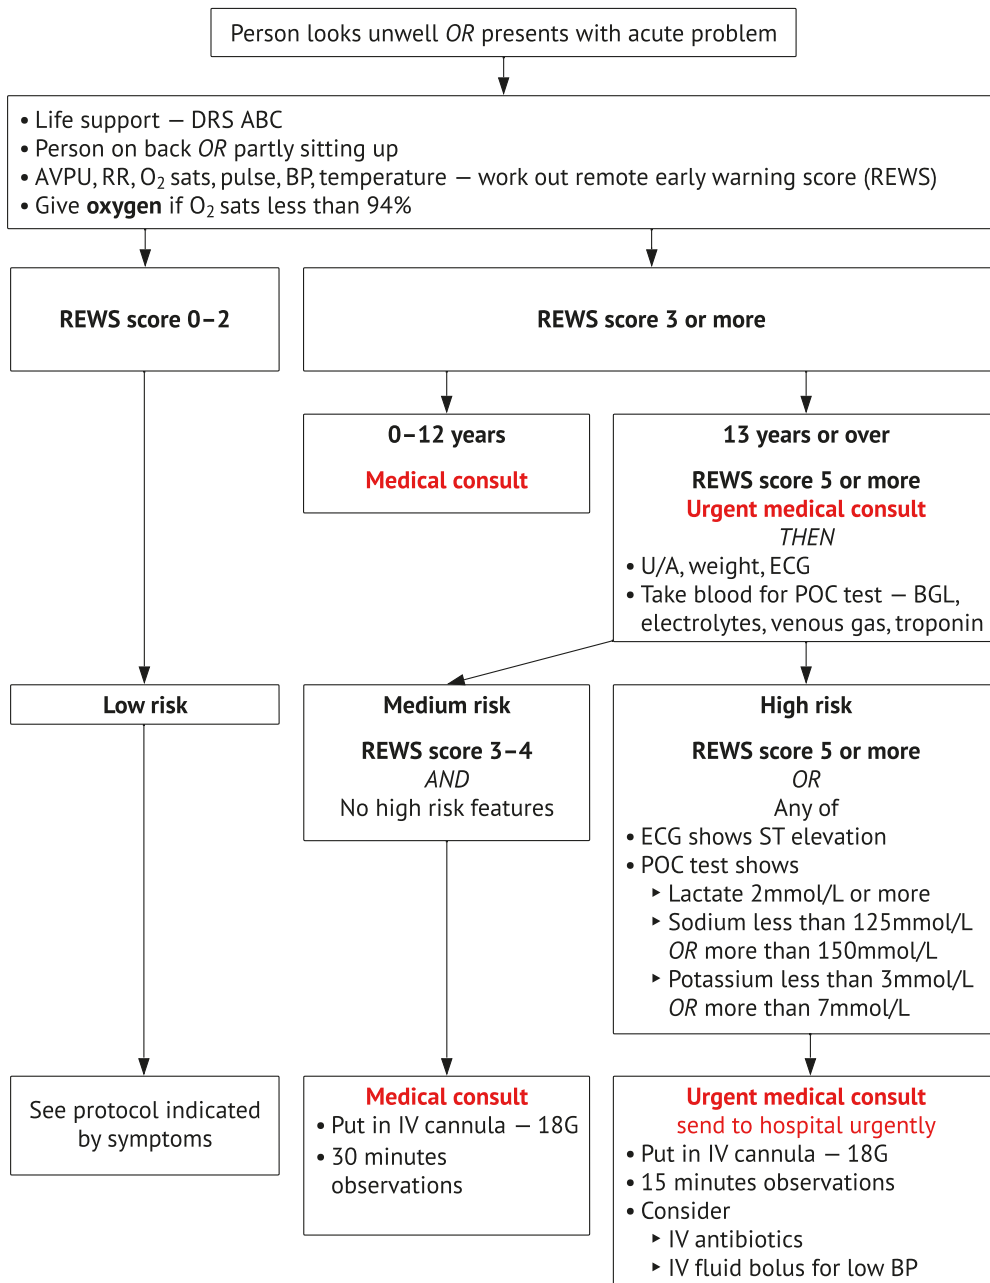 Person looks unwell OR presents with acute problem
• Life support — DRS ABC
• Person on back OR partly sitting up
• AVPU, RR, O₂ sats, pulse, BP, temperature — work out remote early warning score (REWS)
• Give oxygen if O₂ sats less than 94%
REWS score 0–2
REWS score 3 or more
0–12 years
Medical consult
13 years or over
REWS score 5 or more
Urgent medical consult
THEN
• U/A, weight, ECG
• Take blood for POC test — BGL,
electrolytes, venous gas, troponin
Low risk
Medium risk
REWS score 3–4
AND
No high risk features
High risk
REWS score 5 or more
OR
Any of
• ECG shows ST elevation
• POC test shows
‣ Lactate 2mmol/L or more
‣ Sodium less than 125mmol/L
OR more than 150mmol/L
‣ Potassium less than 3mmol/L
OR more than 7mmol/L
See protocol indicated
by symptoms
Medical consult
• Put in IV cannula — 18G
• 30 minutes
observations
Urgent medical consult
send to hospital urgently
• Put in IV cannula — 18G
• 15 minutes observations
• Consider
‣ IV antibiotics
‣ IV fluid bolus for low BP